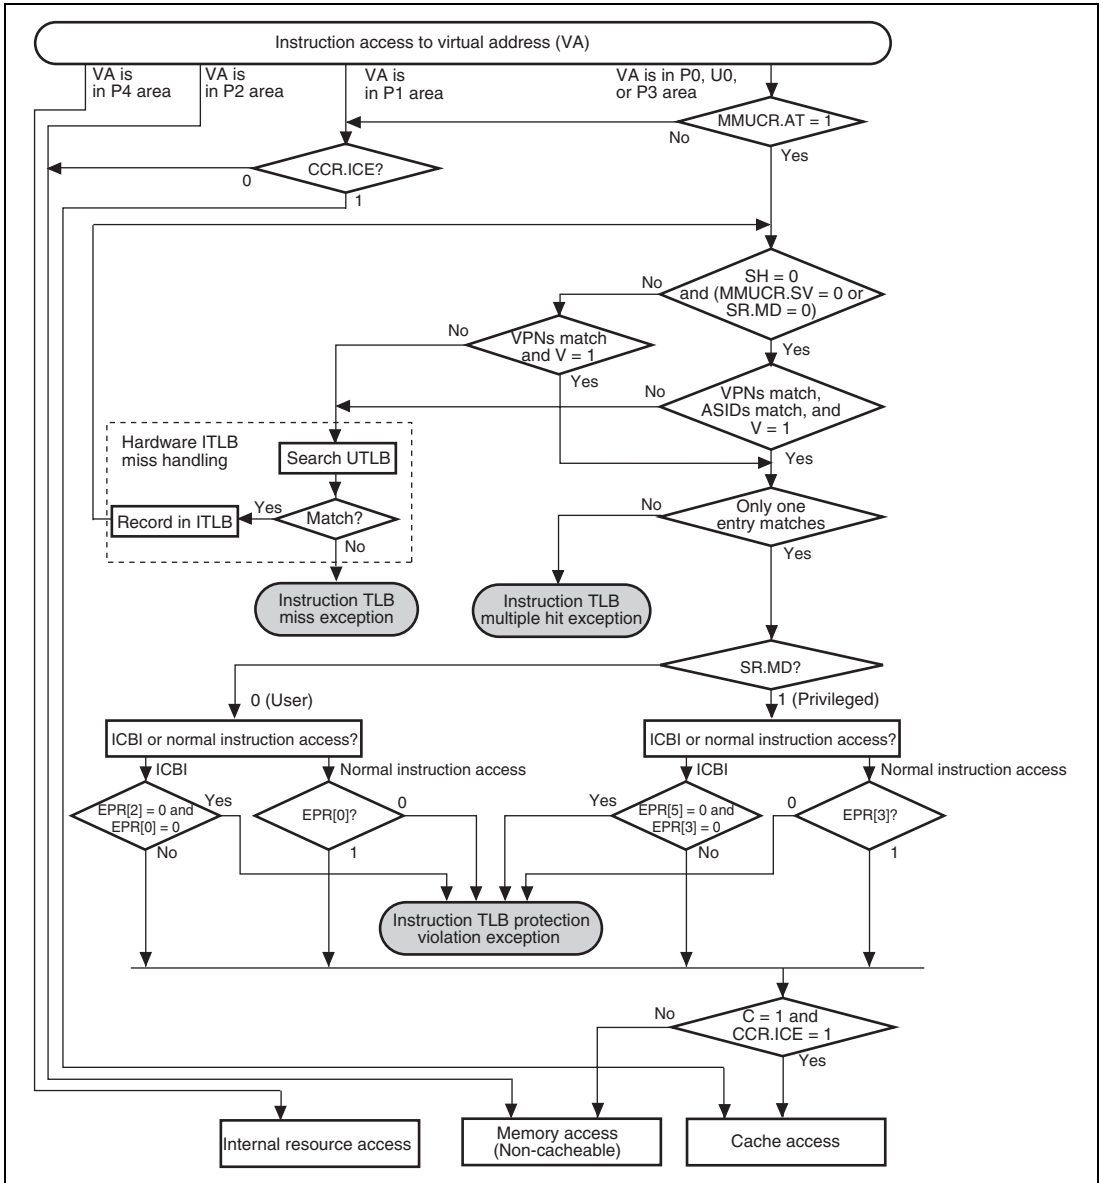 Instruction access to virtual address (VA)
VA is
in P4 area
VA is
in P2 area
VA is
in P1 area
VA is in P0, U0,
or P3 area
MMUCR.AT = 1
No
Yes
CCR.ICE?
0
1
SH = 0
and (MMUCR.SV = 0 or
SR.MD = 0)
No
Yes
VPNs match
and V = 1
No
Yes
VPNs match,
ASIDs match, and
V = 1
No
Yes
Hardware ITLB
miss handling
Search UTLB
Match?
Yes
No
Record in ITLB
Only one
entry matches
No
Yes
Instruction TLB
miss exception
Instruction TLB
multiple hit exception
SR.MD?
0 (User)
1 (Privileged)
ICBI or normal instruction access?
ICBI or normal instruction access?
ICBI
Normal instruction access
ICBI
Normal instruction access
EPR[2] = 0 and
EPR[0] = 0
Yes
No
EPR[0]?
0
1
EPR[5] = 0 and
EPR[3] = 0
Yes
No
EPR[3]?
0
1
Instruction TLB protection
violation exception
C = 1 and
CCR.ICE = 1
No
Yes
Internal resource access
Memory access
(Non-cacheable)
Cache access